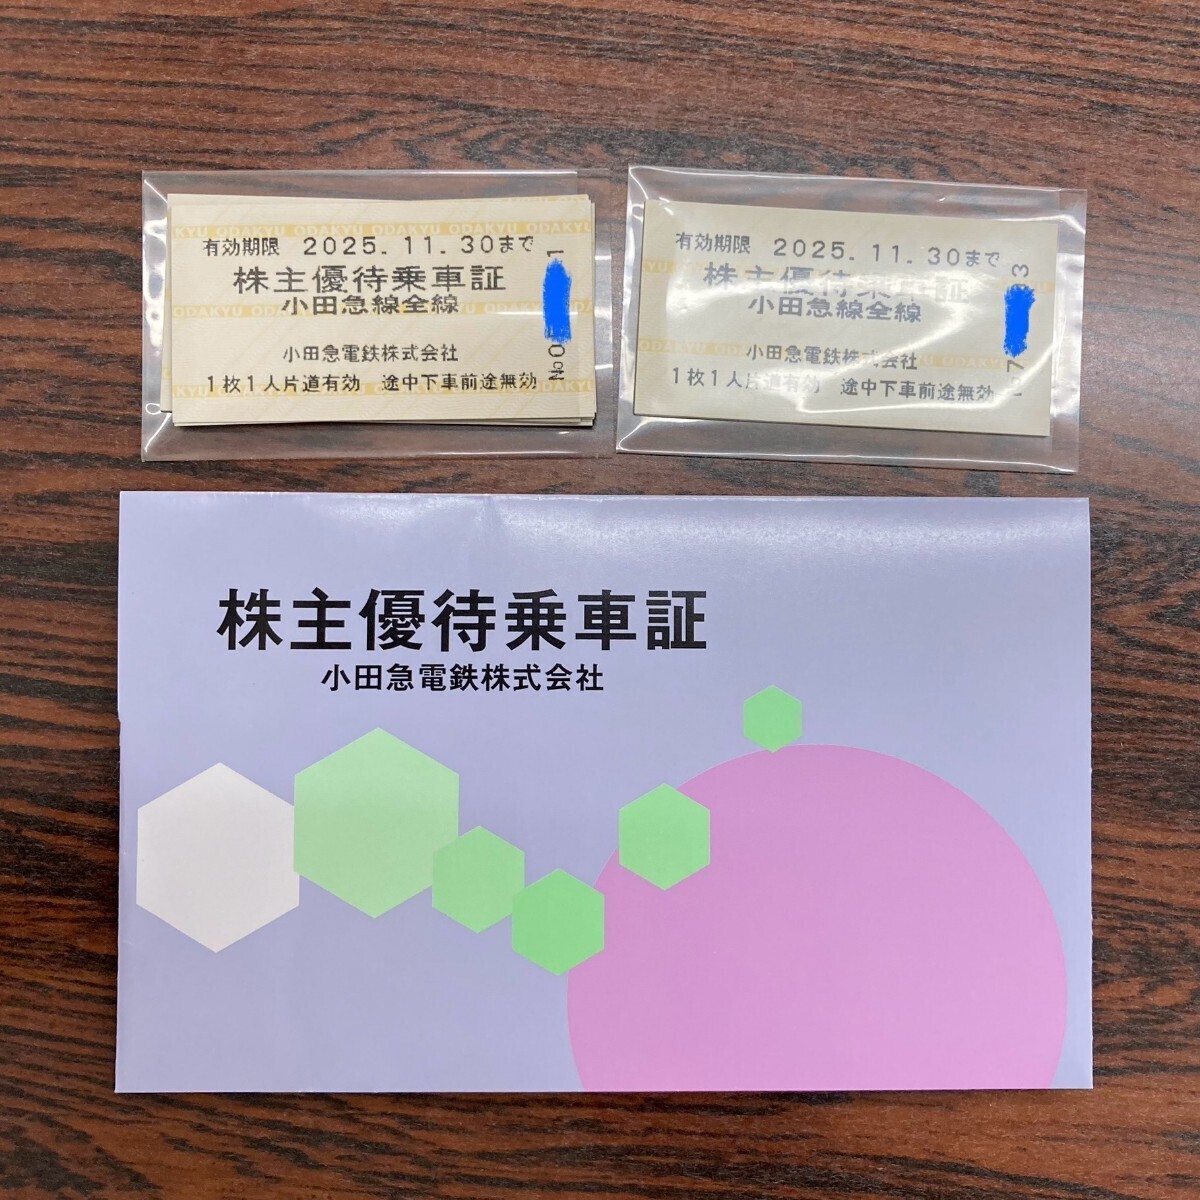 KYU ODAKYU ODAKYU ODAKYU
有効期限 2025.11.30まで
株主優待乗車証
小田急線全線
小田急電鉄株式会社
1枚1人片道有効 途中下車前途無効
有効期限 2025.11.30まで
株主優待乗車証
小田急線全線
小田急電鉄株式会社
1枚1人片道有効 途中下車前途無効
株主優待乗車証
小田急電鉄株式会社